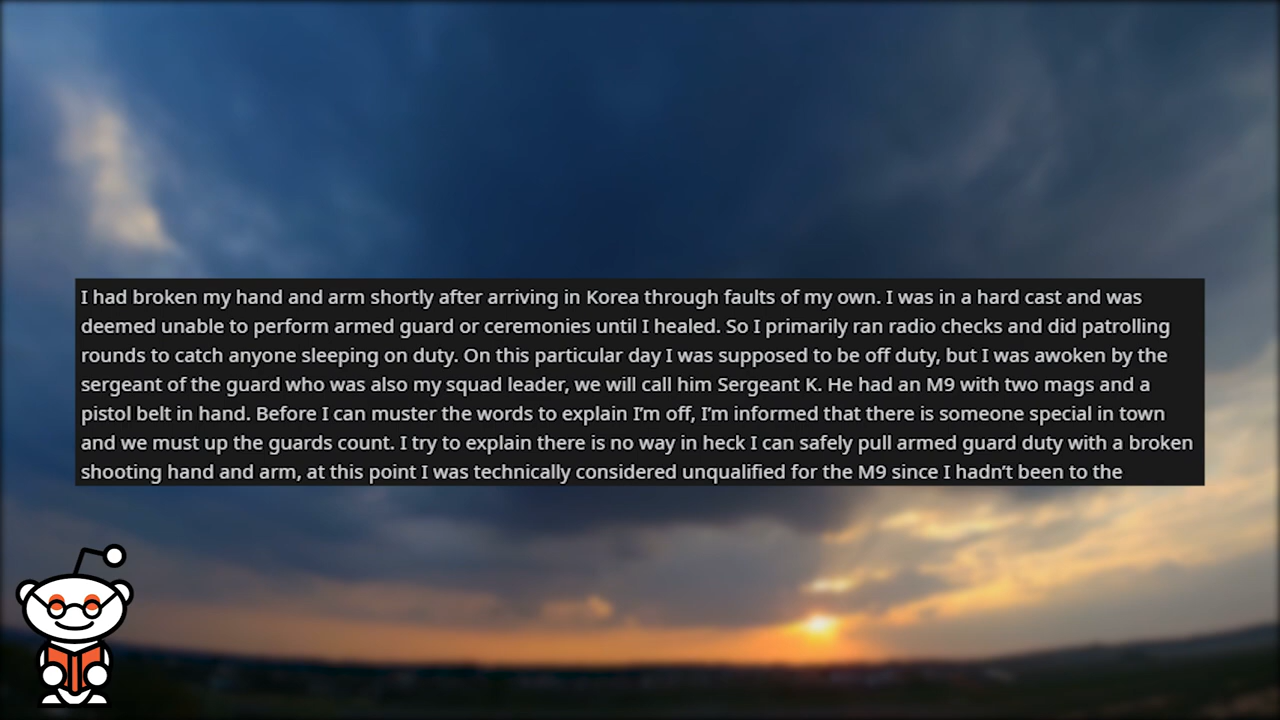 I had broken my hand and arm shortly after arriving in Korea through faults of my own. I was in a hard cast and was
deemed unable to perform armed guard or ceremonies until I healed. So I primarily ran radio checks and did patrolling
rounds to catch anyone sleeping on duty. On this particular day I was supposed to be off duty, but I was awoken by the
sergeant of the guard who was also my squad leader, we will call him Sergeant K. He had an M9 with two mags and a
pistol belt in hand. Before I can muster the words to explain I’m off, I’m informed that there is someone special in town
and we must up the guards count. I try to explain there is no way in heck I can safely pull armed guard duty with a broken
shooting hand and arm, at this point I was technically considered unqualified for the M9 since I hadn’t been to the